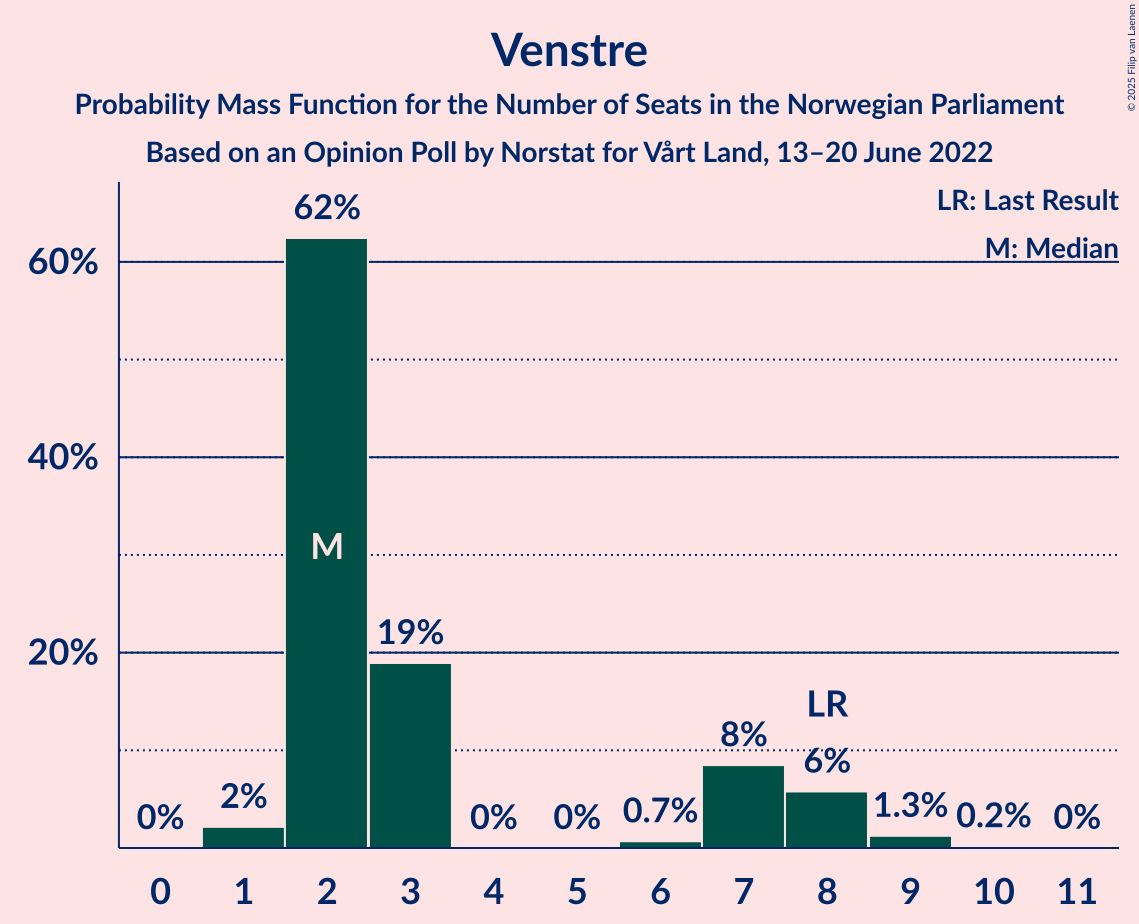 Venstre
Probability Mass Function for the Number of Seats in the Norwegian Parliament
Based on an Opinion Poll by Norstat for Vårt Land, 13–20 June 2022
© 2025 Filip van Laenen
LR: Last Result
M: Median
60%
40%
20%
0%
2%
62%
M
19%
0%
0%
0.7%
8%
LR
6%
1.3%
0.2%
0%
0 1 2 3 4 5 6 7 8 9 10 11